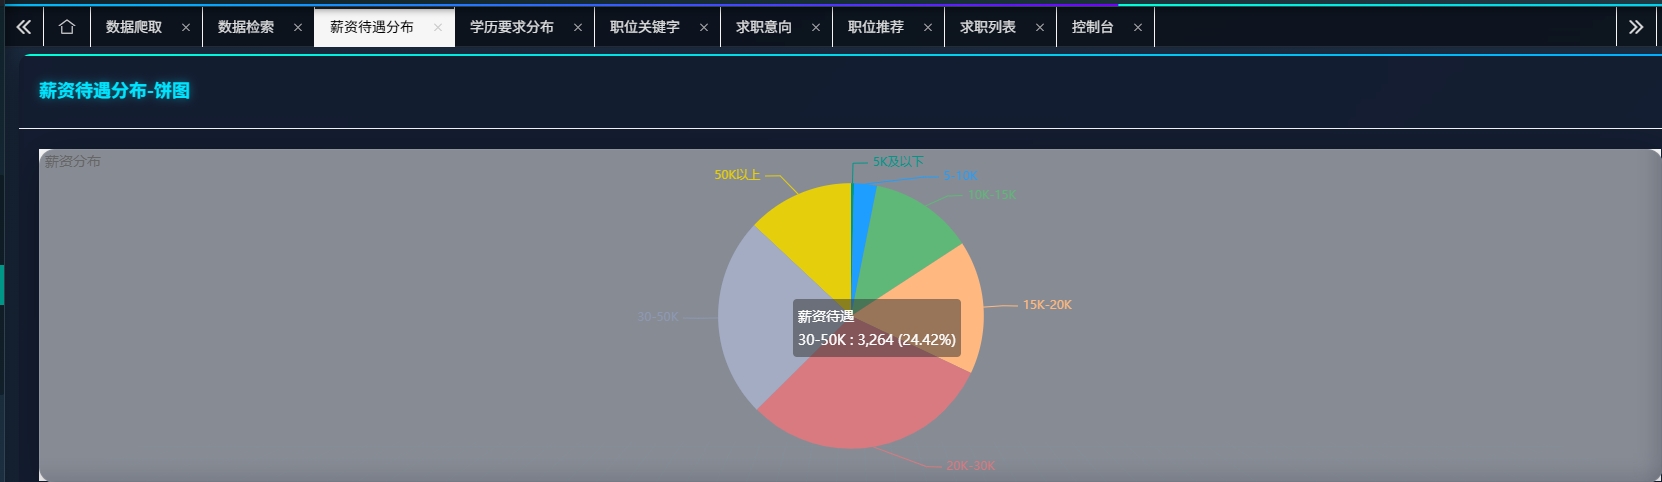 数据爬取
数据检索
薪资待遇分布
学历要求分布
职位关键字
求职意向
职位推荐
求职列表
控制台
薪资待遇分布-饼图
薪资分布
5K及以下
50K以上
5-10K
10K-15K
15K-20K
30-50K
薪资待遇
30-50K : 3,264 (24.42%)
20K-30K